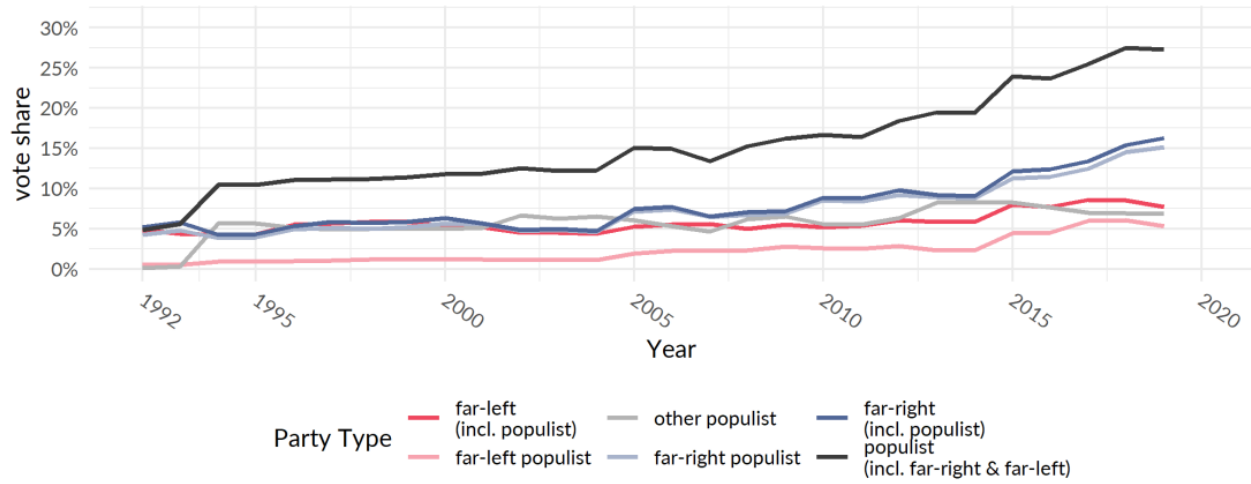 30%
25%
20%
15%
10%
5%
0%
vote share
1992
1995
2000
2005
2010
2015
2020
Year
Party Type
far-left
(incl. populist)
other populist
far-right
(incl. populist)
far-left populist
far-right populist
populist
(incl. far-right & far-left)